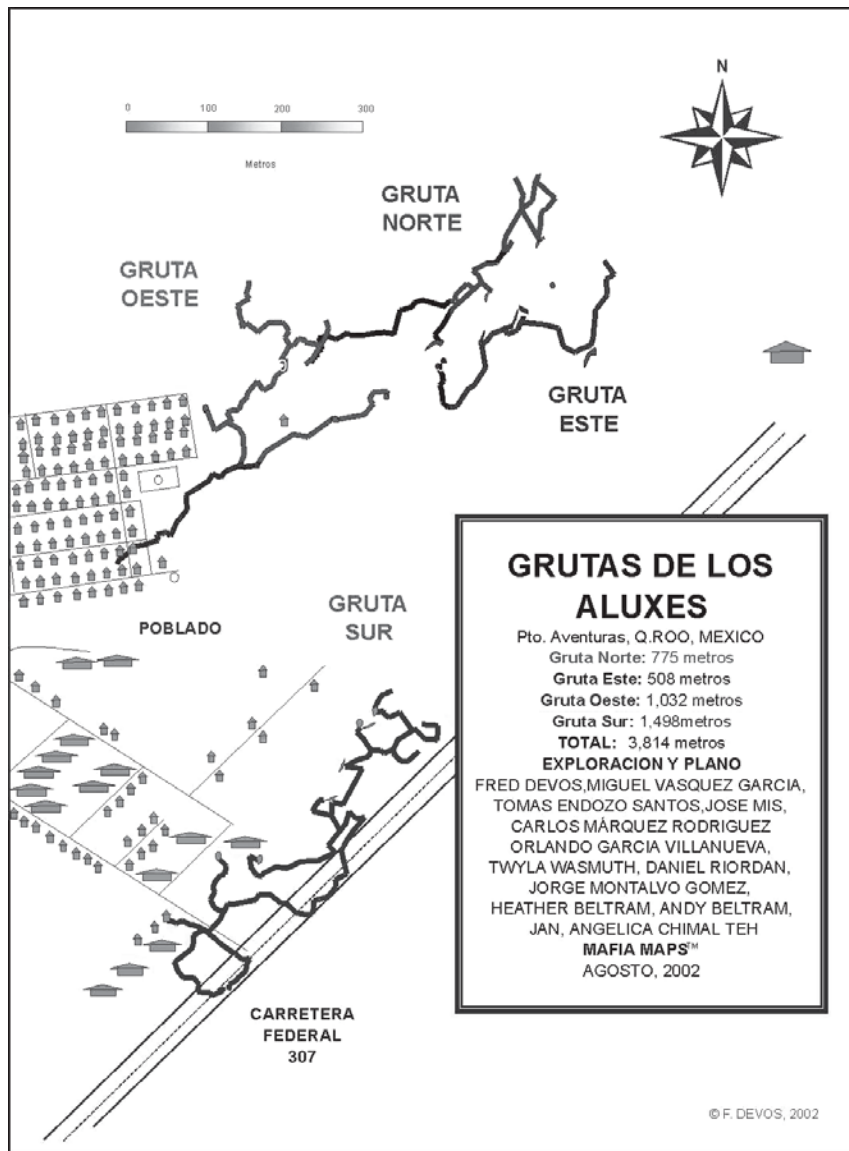 N
0 100 200 300
Metros
GRUTA
NORTE
GRUTA
OESTE
GRUTA
ESTE
POBLADO
GRUTA
SUR
GRUTAS DE LOS
ALUXES
Pto. Aventuras, Q.ROO, MEXICO
Gruta Norte: 775 metros
Gruta Este: 508 metros
Gruta Oeste: 1,032 metros
Gruta Sur: 1,498metros
TOTAL: 3,814 metros
EXPLORACION Y PLANO
FRED DEVOS,MIGUEL VASQUEZ GARCIA,
TOMAS ENDOZO SANTOS,JOSE MIS,
CARLOS MÁRQUEZ RODRIGUEZ
ORLANDO GARCIA VILLANUEVA,
TWYLA WASMUTH, DANIEL RIORDAN,
JORGE MONTALVO GOMEZ,
HEATHER BELTRAM, ANDY BELTRAM,
JAN, ANGELICA CHIMAL TEH
MAFIA MAPS™
AGOSTO, 2002
CARRETERA
FEDERAL
307
© F. DEVOS, 2002